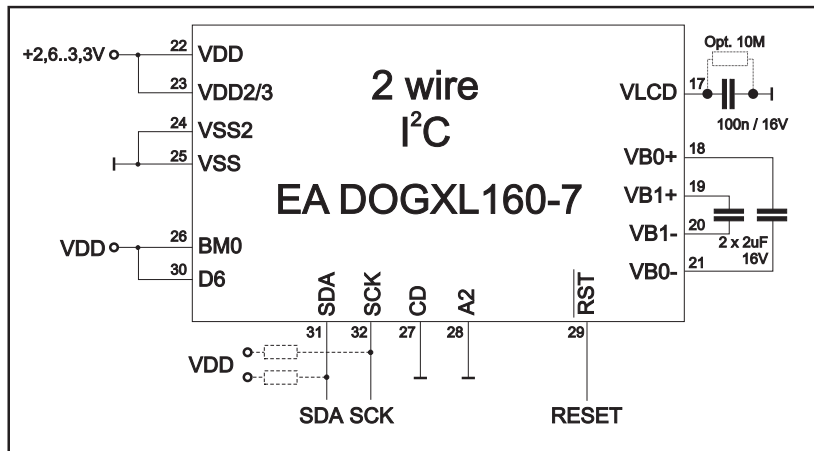 +2,6..3,3V
22 VDD
23 VDD2/3
24 VSS2
25 VSS
VDD
26 BM0
30 D6
2 wire
I²C
EA DOGXL160-7
Opt. 10M
VLCD 17
100n / 16V
VB0+ 18
VB1+ 19
VB1- 20
VB0- 21
2 x 2uF
16V
SDA SCK CD A2 RST
31 32 27 28 29
VDD
SDA SCK RESET